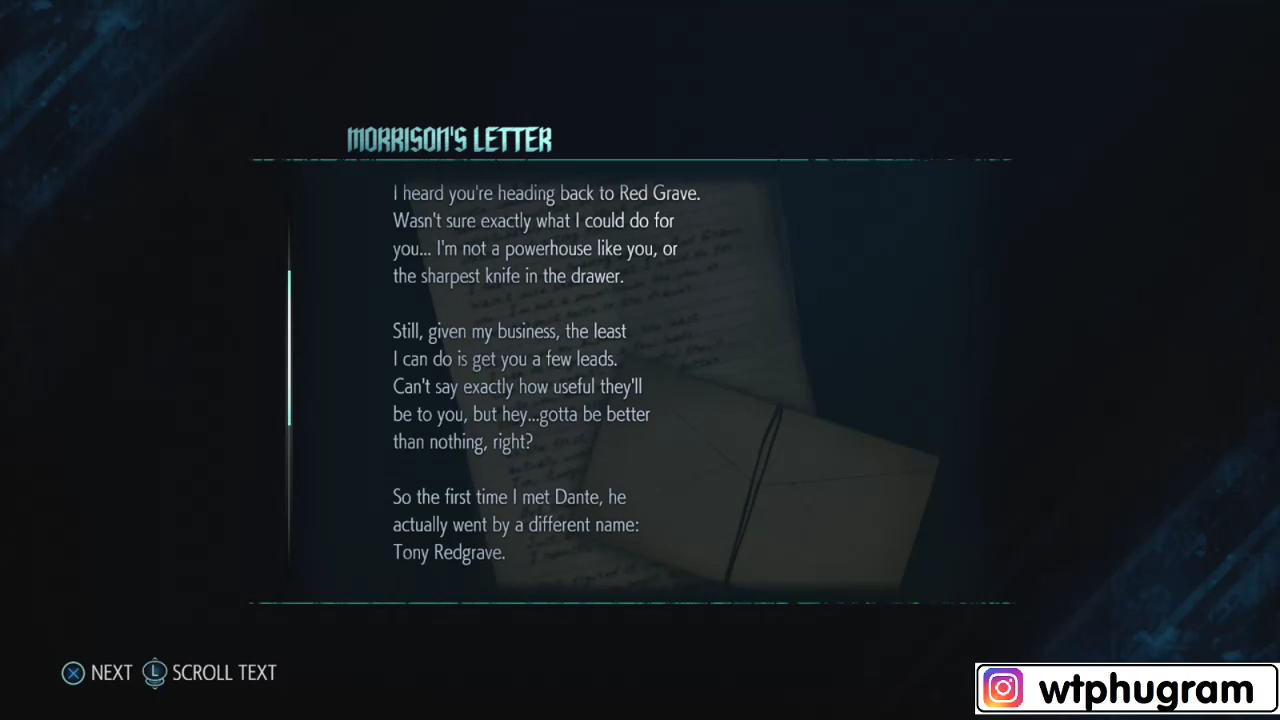 MORRISON'S LETTER
I heard you're heading back to Red Grave.
Wasn't sure exactly what I could do for
you... I'm not a powerhouse like you, or
the sharpest knife in the drawer.
Still, given my business, the least
I can do is get you a few leads.
Can't say exactly how useful they'll
be to you, but hey...gotta be better
than nothing, right?
So the first time I met Dante, he
actually went by a different name:
Tony Redgrave.
NEXT L SCROLL TEXT
wtphugram